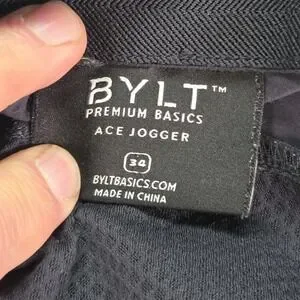 BYLT™
PREMIUM BASICS
ACE JOGGER
34
BYLTBASICS.COM
MADE IN CHINA